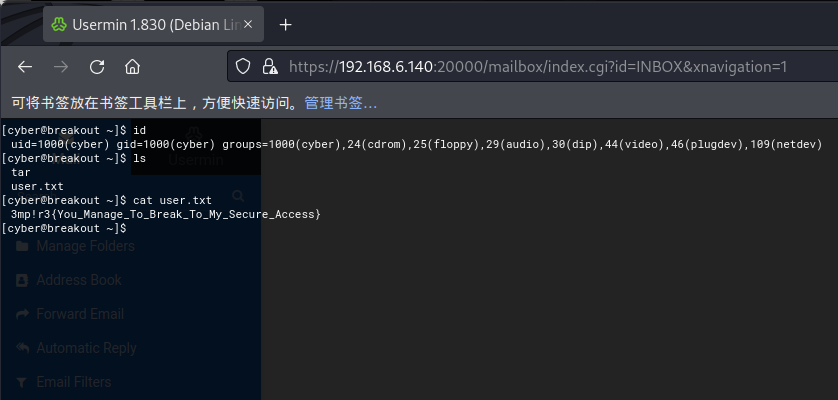 Usermin 1.830 (Debian Lin
https://192.168.6.140:20000/mailbox/index.cgi?id=INBOX&xnavigation=1
可将书签放在书签工具栏上，方便快速访问。管理书签…
[cyber@breakout ~]$ id
uid=1000(cyber) gid=1000(cyber) groups=1000(cyber),24(cdrom),25(floppy),29(audio),30(dip),44(video),46(plugdev),109(netdev)
[cyber@breakout ~]$ ls
tar
user.txt
[cyber@breakout ~]$ cat user.txt
3mp!r3{You_Manage_To_Break_To_My_Secure_Access}
[cyber@breakout ~]$
Usermin
Manage Folders
Address Book
Forward Email
Automatic Reply
Email Filters